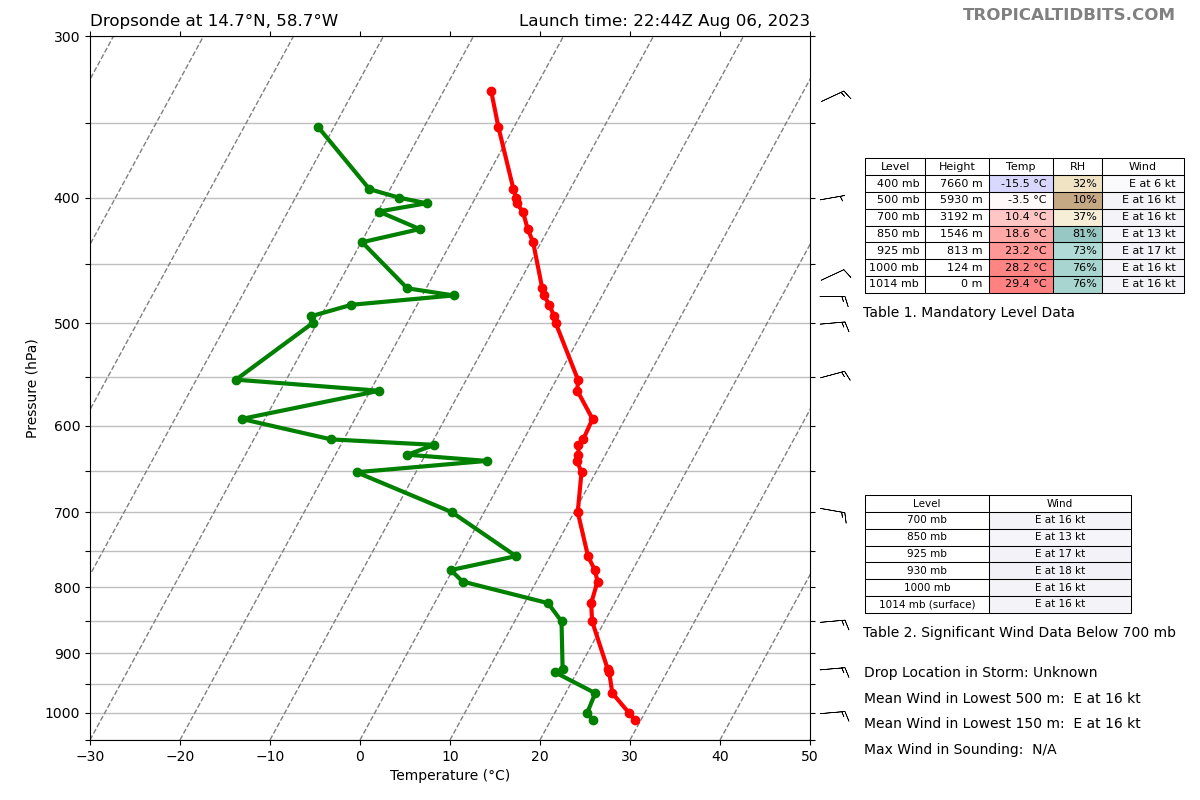 Dropsonde at 14.7°N, 58.7°W
Launch time: 22:44Z Aug 06, 2023
TROPICALTIDBITS.COM
Pressure (hPa)
300
400
500
600
700
800
900
1000
−30
−20
−10
0
10
20
30
40
50
Temperature (°C)
Level Height Temp RH Wind
400 mb 7660 m -15.5 °C 32% E at 6 kt
500 mb 5930 m -3.5 °C 10% E at 16 kt
700 mb 3192 m 10.4 °C 37% E at 16 kt
850 mb 1546 m 18.6 °C 81% E at 13 kt
925 mb 813 m 23.2 °C 73% E at 17 kt
1000 mb 124 m 28.2 °C 76% E at 16 kt
1014 mb 0 m 29.4 °C 76% E at 16 kt
Table 1. Mandatory Level Data
Level Wind
700 mb E at 16 kt
850 mb E at 13 kt
925 mb E at 17 kt
930 mb E at 18 kt
1000 mb E at 16 kt
1014 mb (surface) E at 16 kt
Table 2. Significant Wind Data Below 700 mb
Drop Location in Storm: Unknown
Mean Wind in Lowest 500 m: E at 16 kt
Mean Wind in Lowest 150 m: E at 16 kt
Max Wind in Sounding: N/A